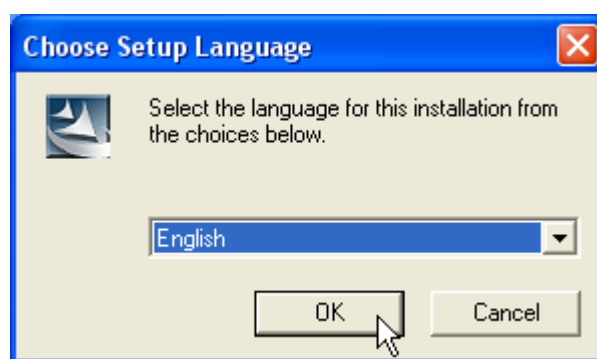 Choose Setup Language
Select the language for this installation from
the choices below.
English
OK
Cancel